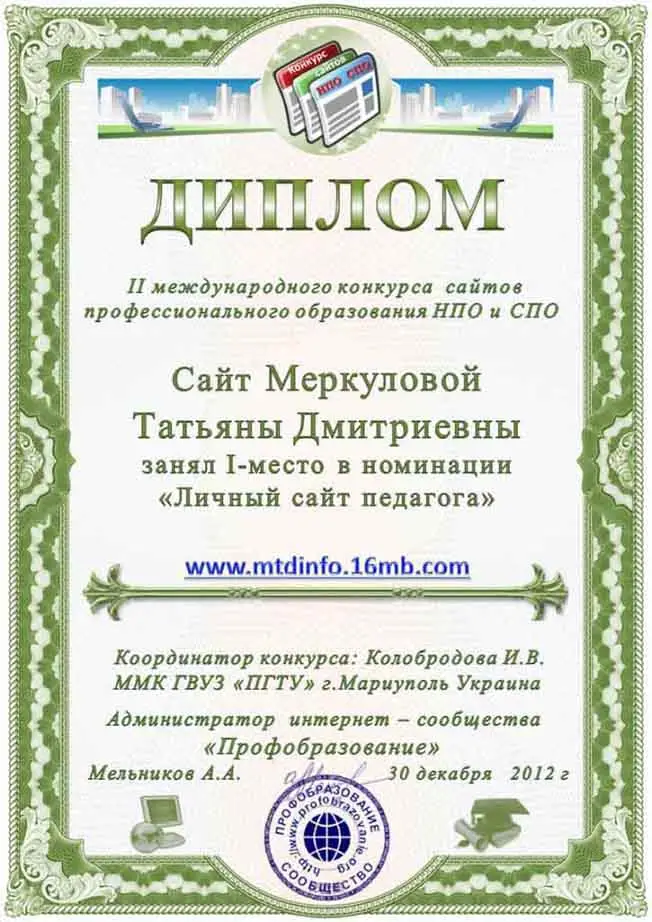 Конкурс
сайтов
НПО СПО
ДИПЛОМ
II международного конкурса сайтов
профессионального образования НПО и СПО
Сайт Меркуловой
Татьяны Дмитриевны
занял I-место в номинации
«Личный сайт педагога»
www.mtdinfo.16mb.com
Координатор конкурса: Колобродова И.В.
ММК ГВУЗ «ПГТУ» г.Мариуполь Украина
Администратор интернет – сообщества
«Профобразование»
Мельников А.А. 30 декабря 2012 г
ПРОФОБРАЗОВАНИЕ
http://www.profobrazovanie.org
СООБЩЕСТВО